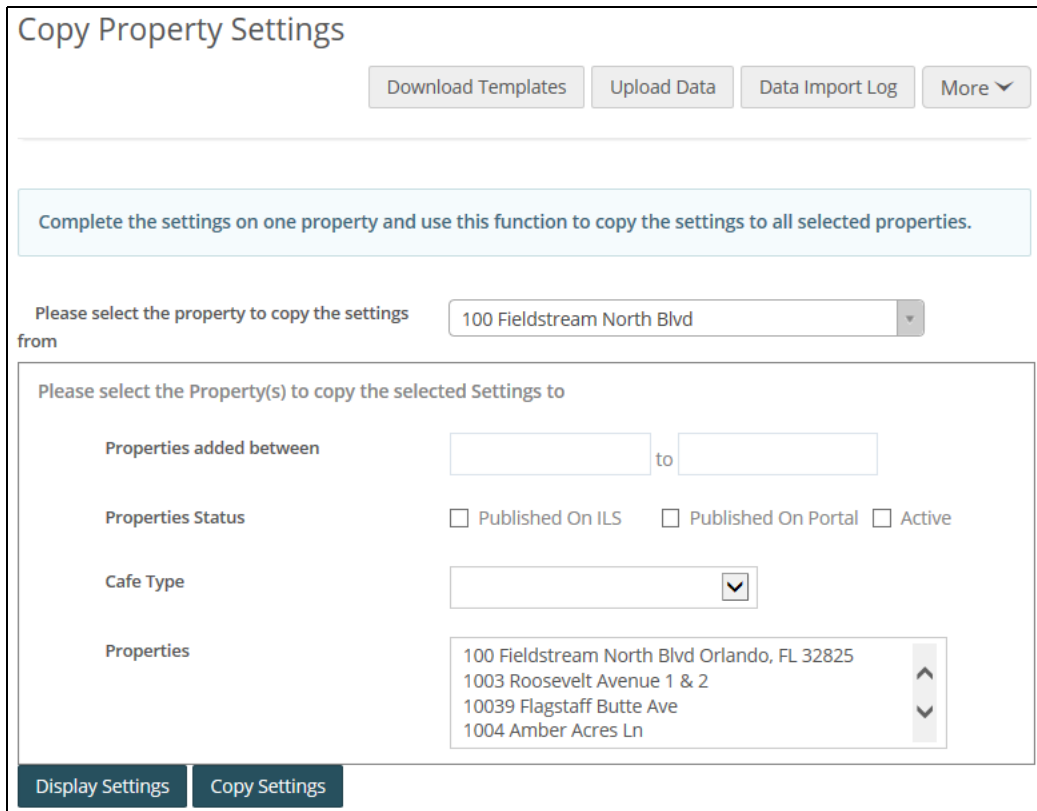 Copy Property Settings
Download Templates Upload Data Data Import Log More
Complete the settings on one property and use this function to copy the settings to all selected properties.
Please select the property to copy the settings
from
100 Fieldstream North Blvd
Please select the Property(s) to copy the selected Settings to
Properties added between to
Properties Status Published On ILS Published On Portal Active
Cafe Type
Properties
100 Fieldstream North Blvd Orlando, FL 32825
1003 Roosevelt Avenue 1 & 2
10039 Flagstaff Butte Ave
1004 Amber Acres Ln
Display Settings Copy Settings